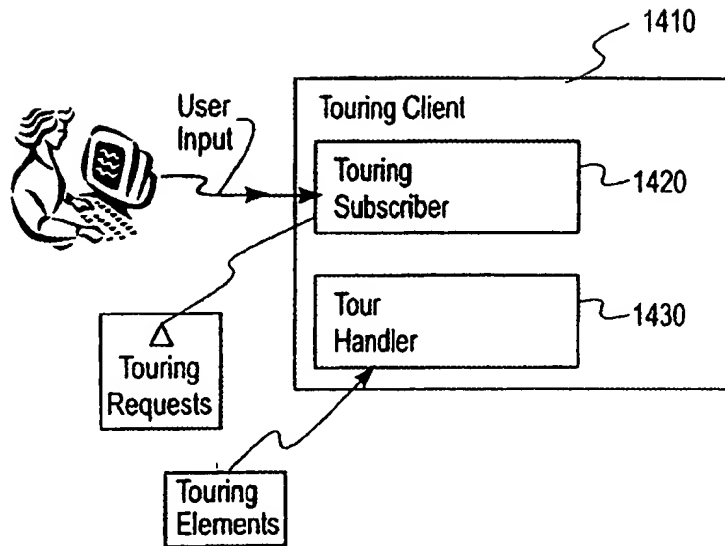 1410
User
Input
Touring Client
Touring
Subscriber
1420
Tour
Handler
1430
Touring
Requests
Touring
Elements